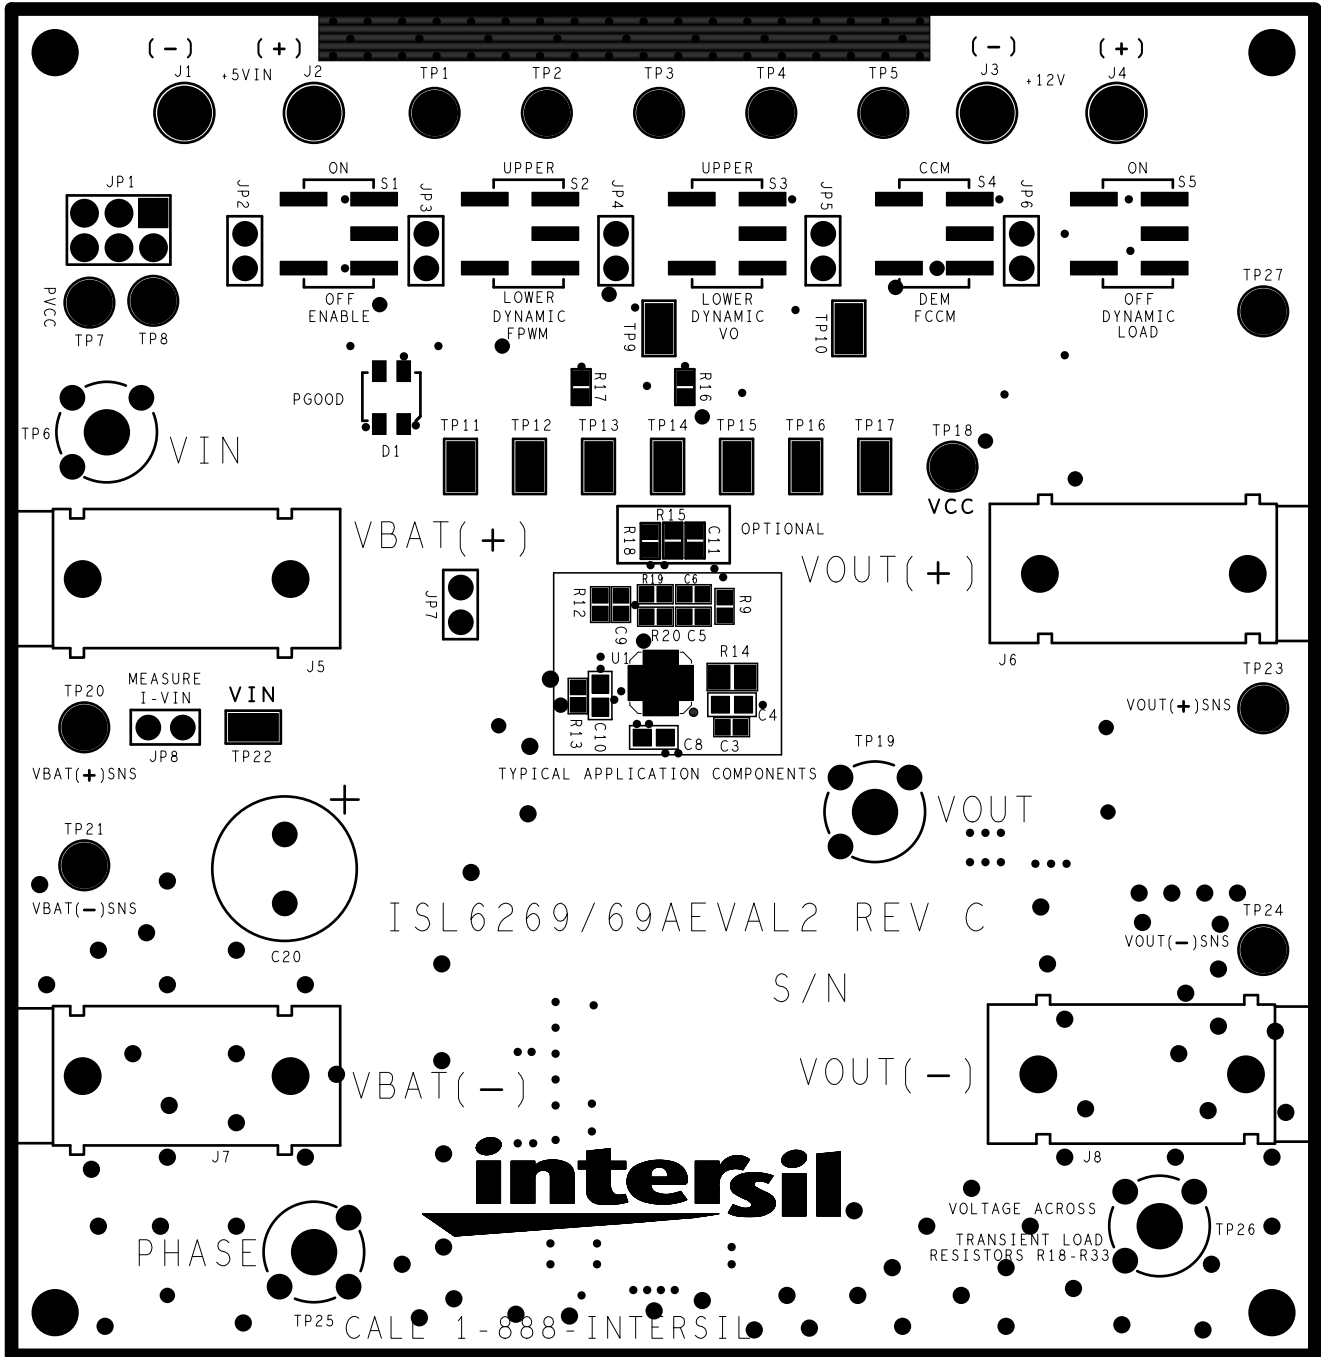 (-) (+) (-) (+)
J1 +5VIN J2 TP1 TP2 TP3 TP4 TP5 J3 +12V J4
ON UPPER UPPER CCM ON
JP1 JP2 S1 JP3 S2 JP4 S3 JP5 S4 JP6 S5
TP27
OFF LOWER LOWER DEM OFF
ENABLE DYNAMIC DYNAMIC FCCM DYNAMIC
FPWM VO LOAD
PVCC TP7 TP8 TP9 TP10
PGOOD R17 R16
D1 TP11 TP12 TP13 TP14 TP15 TP16 TP17 TP18
TP6 VIN
VCC
R15
R18 C11 OPTIONAL
VBAT(+) VOUT(+)
R19 C6
JP7 R12 C9 R9
R20 C5
U1 R14
J5 J6
TP20 MEASURE VIN TP23
I-VIN
VOUT(+)SNS
R13 C10 C4
JP8 TP22 C8 C3 TP19
VBAT(+)SNS TYPICAL APPLICATION COMPONENTS
+
VOUT
TP21
VBAT(-)SNS
ISL6269/69AEVAL2 REV C
TP24
VOUT(-)SNS
C20
S/N
VBAT(-) VOUT(-)
J7 J8
intersil
VOLTAGE ACROSS
TRANSIENT LOAD
RESISTORS R18-R33
TP26
PHASE
TP25
CALL 1-888-INTERSIL